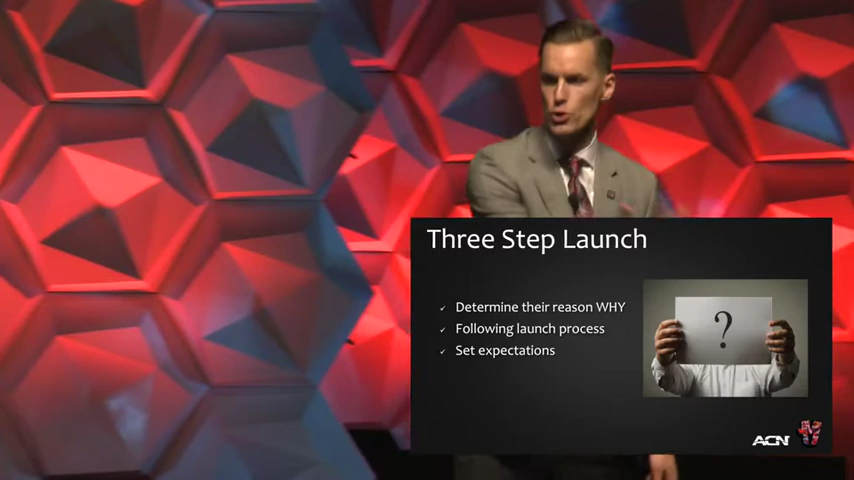 Three Step Launch
✓ Determine their reason WHY
✓ Following launch process
✓ Set expectations
?
ACN